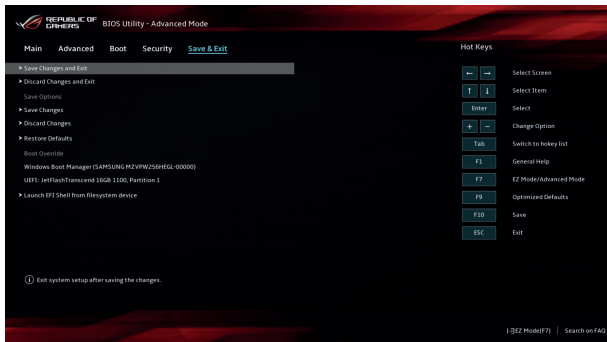 REPUBLIC OF
GAMERS
BIOS Utility - Advanced Mode
Main Advanced Boot Security Save & Exit
> Save Changes and Exit
> Discard Changes and Exit
Save Options
> Save Changes
> Discard Changes
> Restore Defaults
Boot Override
Windows Boot Manager (SAMSUNG MZVPW256HEGL-00000)
UEFI: JetFlashTranscend 16GB 1100, Partition 1
> Launch EFI Shell from filesystem device
i Exit system setup after saving the changes.
Hot Keys
← → Select Screen
↑ ↓ Select Item
Enter Select
+ − Change Option
Tab Switch to hokey list
F1 General Help
F7 EZ Mode/Advanced Mode
F9 Optimized Defaults
F10 Save
ESC Exit
EZ Mode(F7) | Search on FAQ